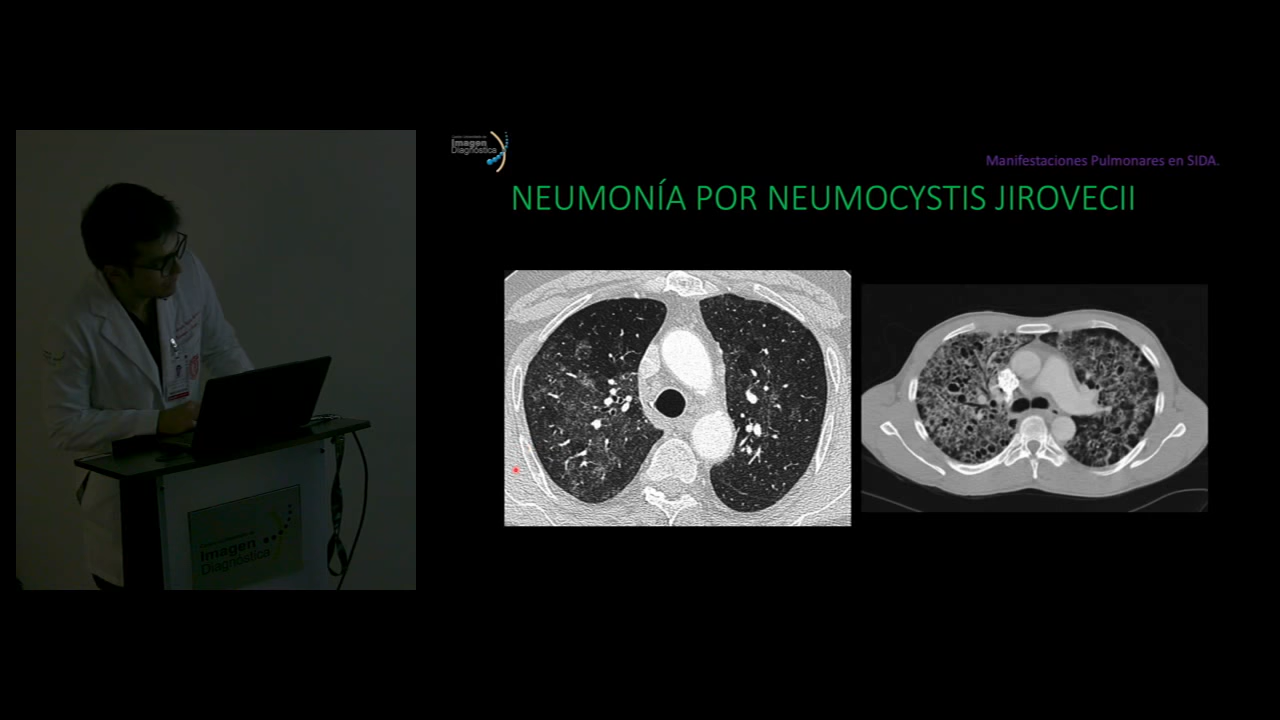 Imagen
Diagnóstica
Manifestaciones Pulmonares en SIDA.
NEUMONÍA POR NEUMOCYSTIS JIROVECII
Imagen
Diagnóstica